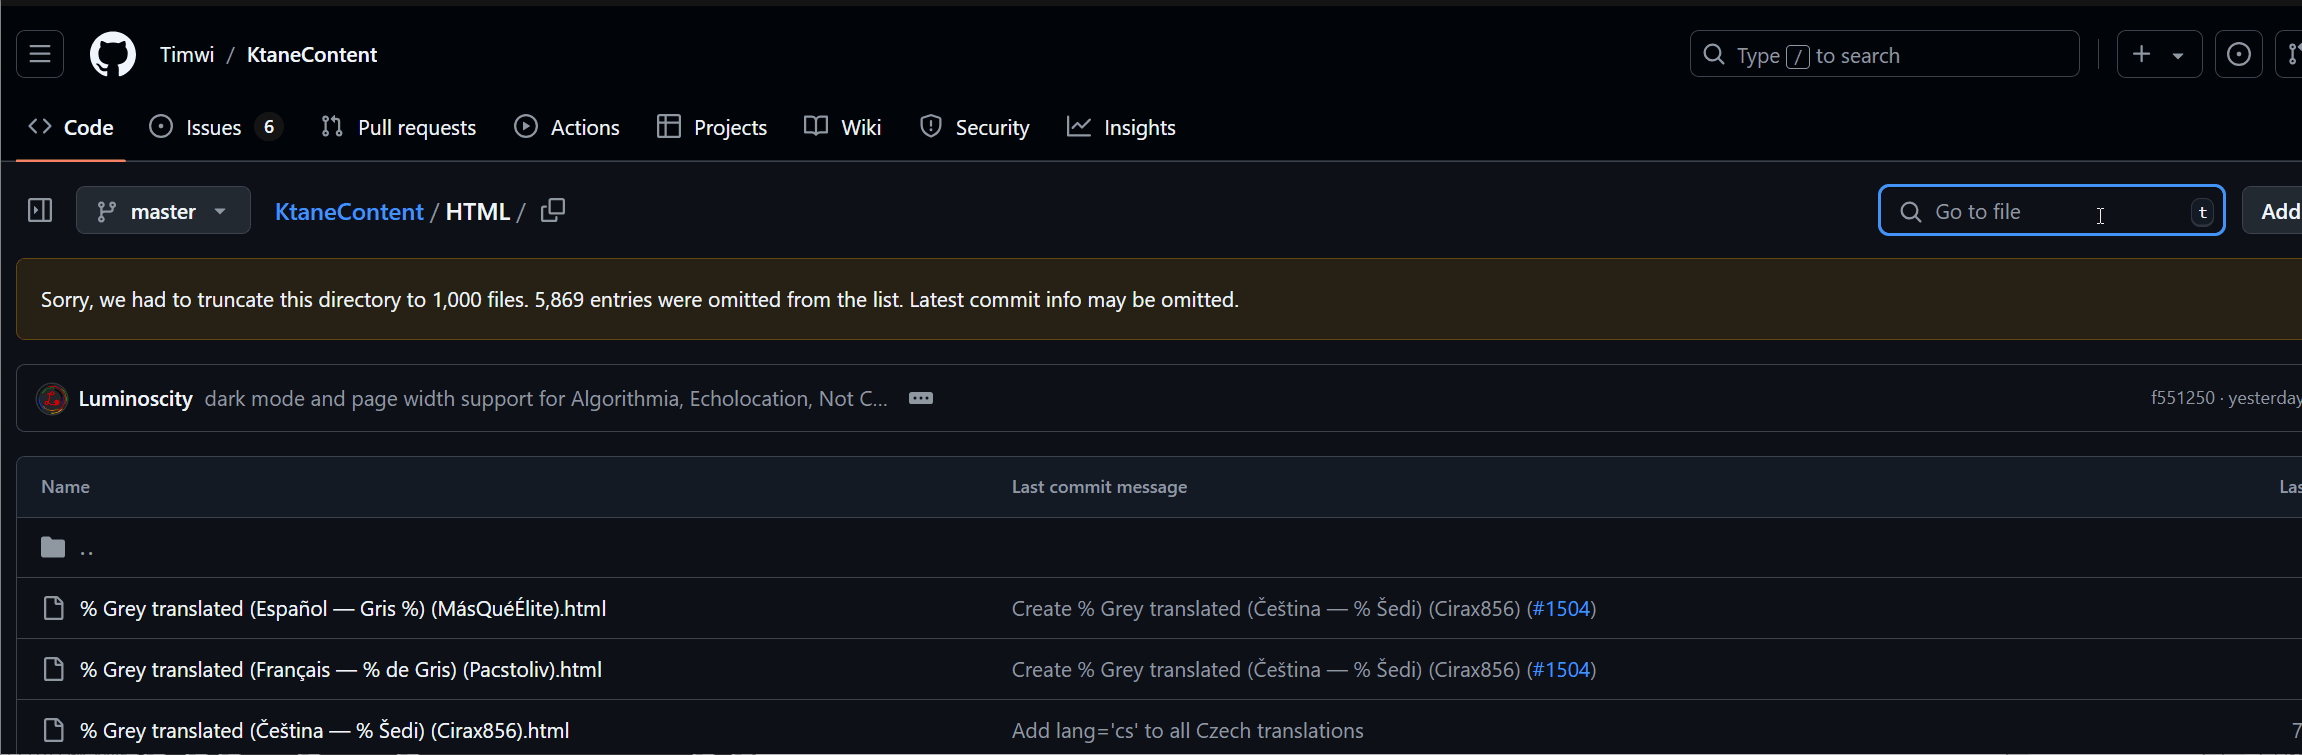 Timwi / KtaneContent
Type / to search
Code Issues 6 Pull requests Actions Projects Wiki Security Insights
master KtaneContent / HTML /
Go to file t
Add
Sorry, we had to truncate this directory to 1,000 files. 5,869 entries were omitted from the list. Latest commit info may be omitted.
Luminoscity dark mode and page width support for Algorithmia, Echolocation, Not C...
f551250 · yesterday
Name Last commit message Las
..
% Grey translated (Español — Gris %) (MásQuéÉlite).html Create % Grey translated (Čeština — % Šedi) (Cirax856) (#1504)
% Grey translated (Français — % de Gris) (Pacstoliv).html Create % Grey translated (Čeština — % Šedi) (Cirax856) (#1504)
% Grey translated (Čeština — % Šedi) (Cirax856).html Add lang='cs' to all Czech translations 7